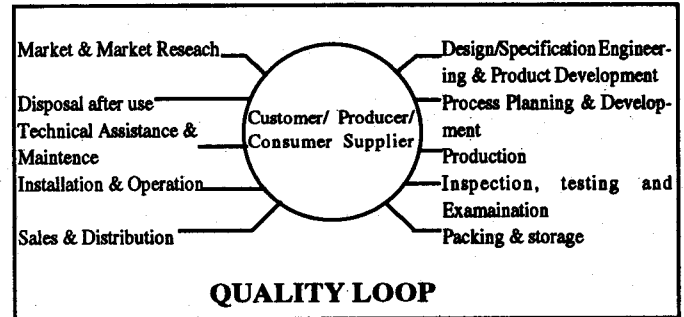 Market & Market Reseach
Disposal after use
Technical Assistance &
Maintence
Installation & Operation
Sales & Distribution
Customer/ Producer/
Consumer Supplier
Design/Specification Engineer-
ing & Product Development
Process Planning & Develop-
ment
Production
Inspection, testing and
Examaination
Packing & storage
QUALITY LOOP